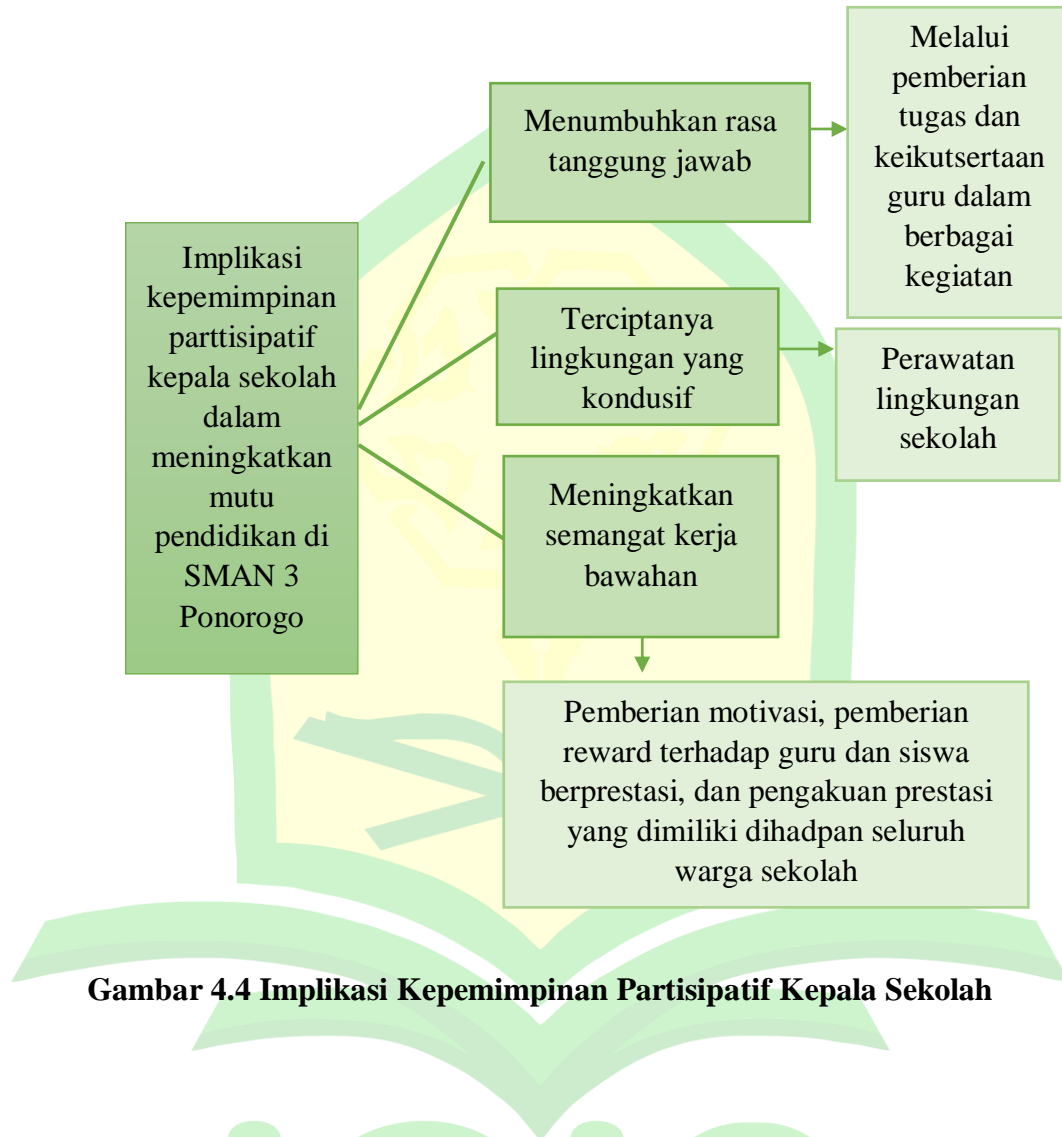 Implikasi
kepemimpinan
parttisipatif
kepala sekolah
dalam
meningkatkan
mutu
pendidikan di
SMAN 3
Ponorogo
Menumbuhkan rasa
tanggung jawab
Melalui
pemberian
tugas dan
keikutsertaan
guru dalam
berbagai
kegiatan
Terciptanya
lingkungan yang
kondusif
Perawatan
lingkungan
sekolah
Meningkatkan
semangat kerja
bawahan
Pemberian motivasi, pemberian
reward terhadap guru dan siswa
berprestasi, dan pengakuan prestasi
yang dimiliki dihadpan seluruh
warga sekolah
Gambar 4.4 Implikasi Kepemimpinan Partisipatif Kepala Sekolah